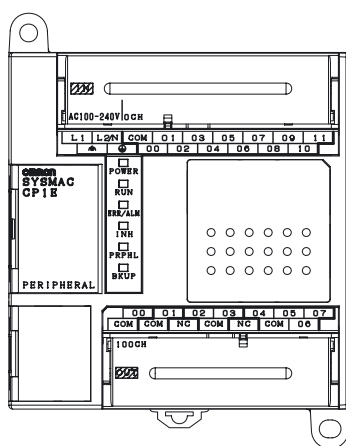 IN
AC100-240V 0CH
L1 L2/N COM 01 03 05 07 09 11
00 02 04 06 08 10
OMRON
SYSMAC
CP1E
POWER
RUN
ERR/ALM
INH
PRPHL
BKUP
PERIPHERAL
00 01 02 03 04 05 07
COM COM NC COM NC COM 06
100CH
OUT